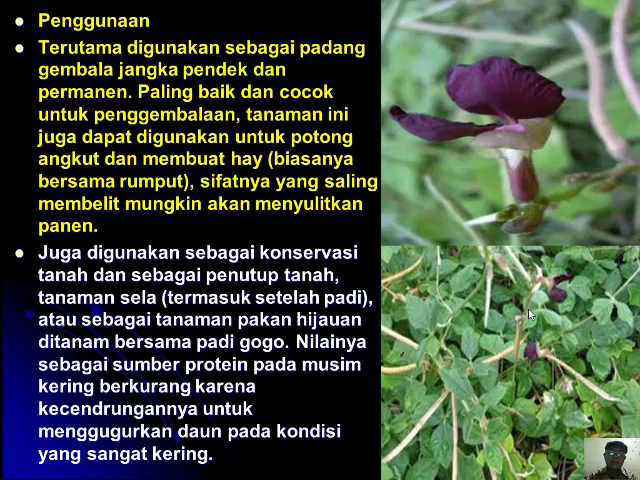 Penggunaan
Terutama digunakan sebagai padang
gembala jangka pendek dan
permanen. Paling baik dan cocok
untuk penggembalaan, tanaman ini
juga dapat digunakan untuk potong
angkut dan membuat hay (biasanya
bersama rumput), sifatnya yang saling
membelit mungkin akan menyulitkan
panen.
Juga digunakan sebagai konservasi
tanah dan sebagai penutup tanah,
tanaman sela (termasuk setelah padi),
atau sebagai tanaman pakan hijauan
ditanam bersama padi gogo. Nilainya
sebagai sumber protein pada musim
kering berkurang karena
kecendrungannya untuk
menggugurkan daun pada kondisi
yang sangat kering.